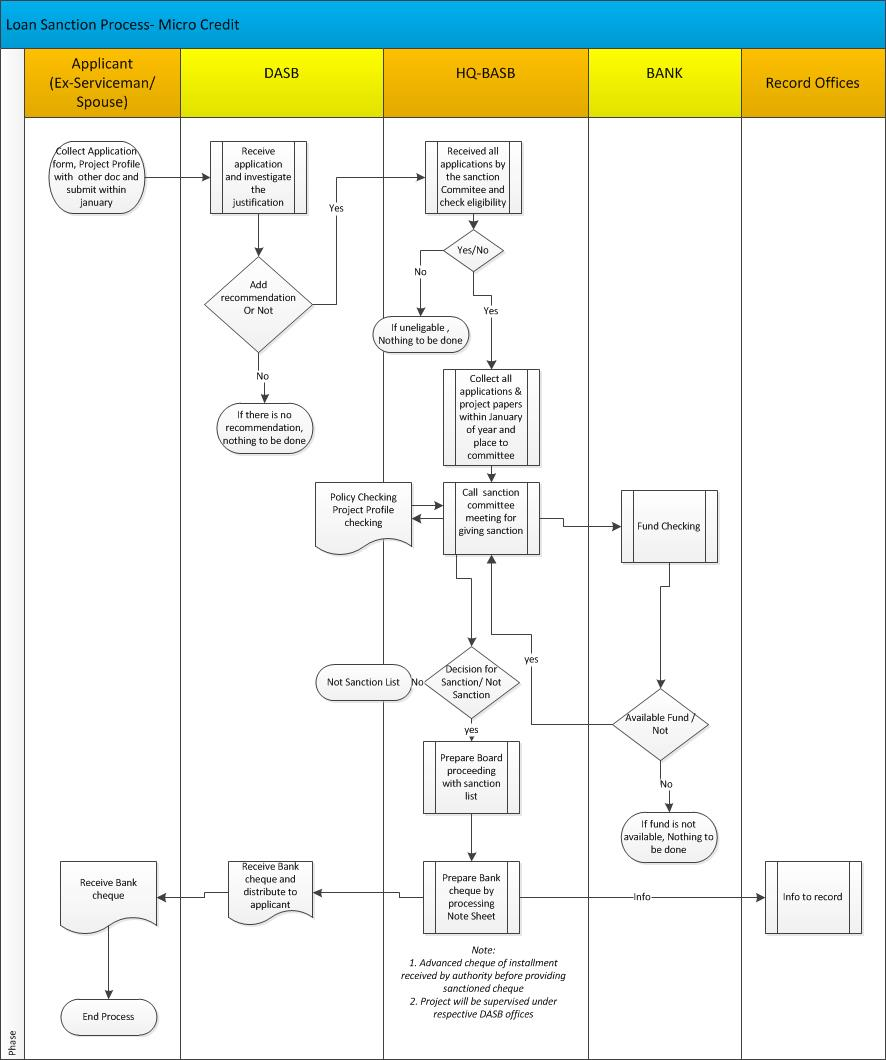 Loan Sanction Process- Micro Credit
Applicant
(Ex-Serviceman/
Spouse)
DASB
HQ-BASB
BANK
Record Offices
Collect Application
form, Project Profile
with other doc and
submit within
january
Receive
application
and investigate
the
justification
Yes
Received all
applications by
the sanction
Commitee and
check eligibility
Yes/No
No
Yes
Add
recommendation
Or Not
If uneligable ,
Nothing to be done
No
If there is no
recommendation,
nothing to be done
Collect all
applications &
project papers
within January
of year and
place to
committee
Policy Checking
Project Profile
checking
Call sanction
committee
meeting for
giving sanction
Fund Checking
yes
Not Sanction List
No
Decision for
Sanction/ Not
Sanction
yes
Available Fund /
Not
No
Prepare Board
proceeding
with sanction
list
If fund is not
available, Nothing to
be done
Receive Bank
cheque
Receive Bank
cheque and
distribute to
applicant
Prepare Bank
cheque by
processing
Note Sheet
Info
Info to record
Note:
1. Advanced cheque of installment
received by authority before providing
sanctioned cheque
2. Project will be supervised under
respective DASB offices
End Process
Phase